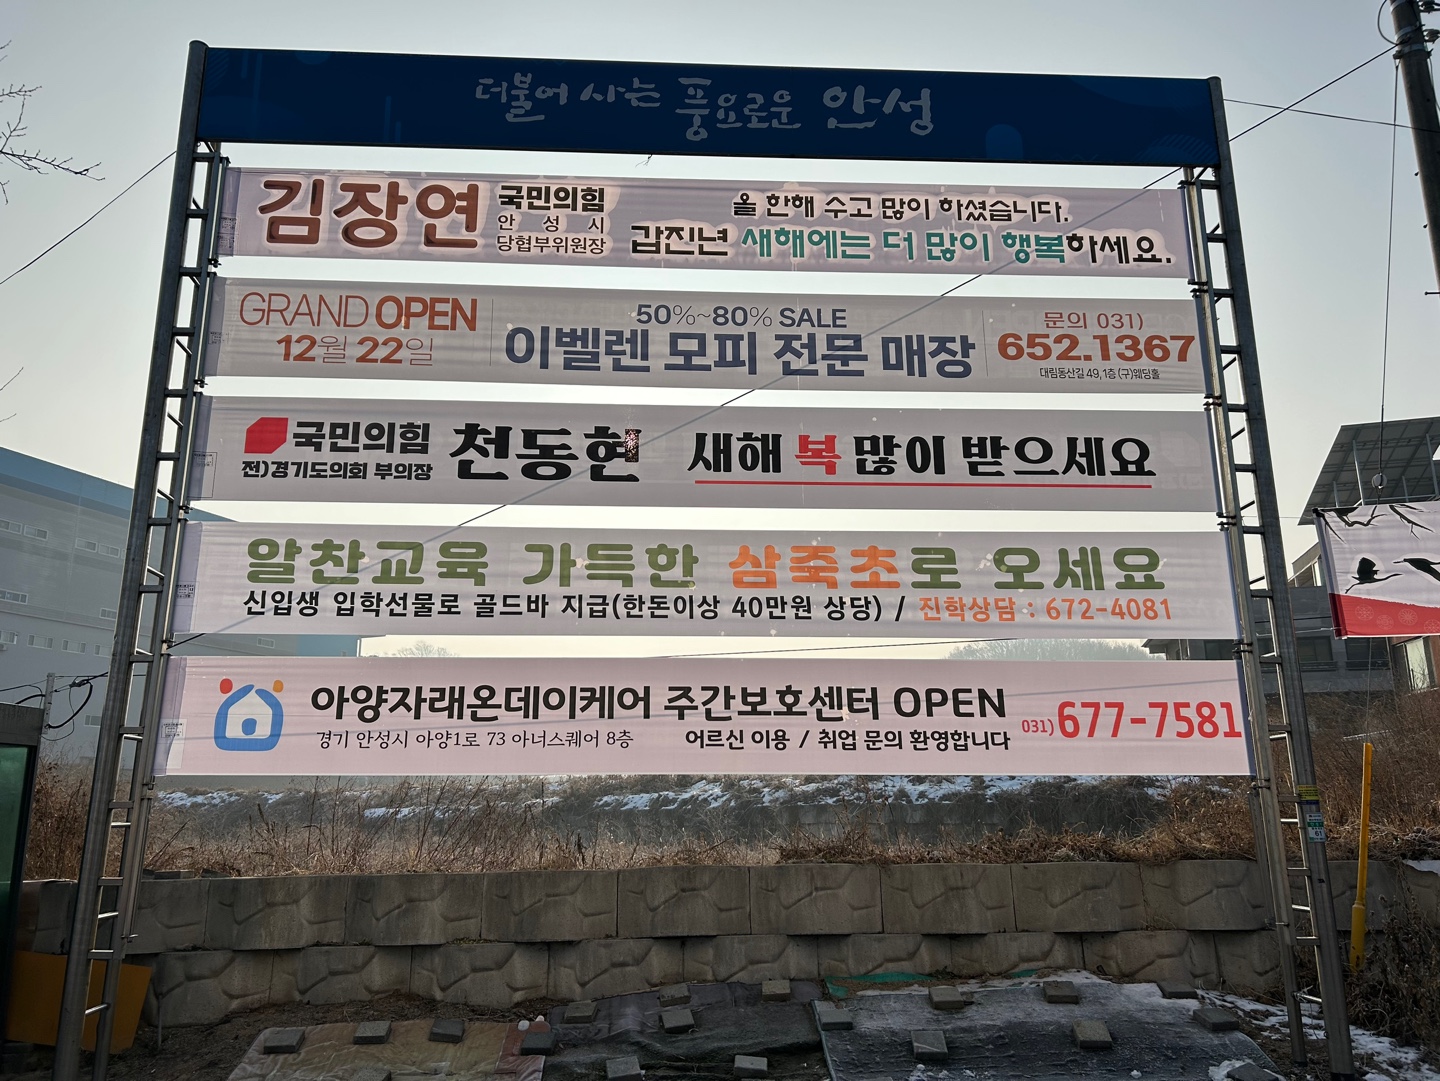 더불어 사는 풍요로운 안성
김장연 국민의힘 안성시 당협부위원장
올 한해 수고 많이 하셨습니다.
갑진년 새해에는 더 많이 행복하세요.
GRAND OPEN
12월 22일
50%~80% SALE
이벨렌 모피 전문 매장
문의 031)
652.1367
대림동산길 49, 1층 (구)웨딩홀
국민의힘
전)경기도의회 부의장
천동현
새해 복 많이 받으세요
알찬교육 가득한 삼죽초로 오세요
신입생 입학선물로 골드바 지급(한돈이상 40만원 상당) / 진학상담 : 672-4081
아양자래온데이케어 주간보호센터 OPEN
경기 안성시 아양1로 73 아너스퀘어 8층
어르신 이용 / 취업 문의 환영합니다
031)677-7581